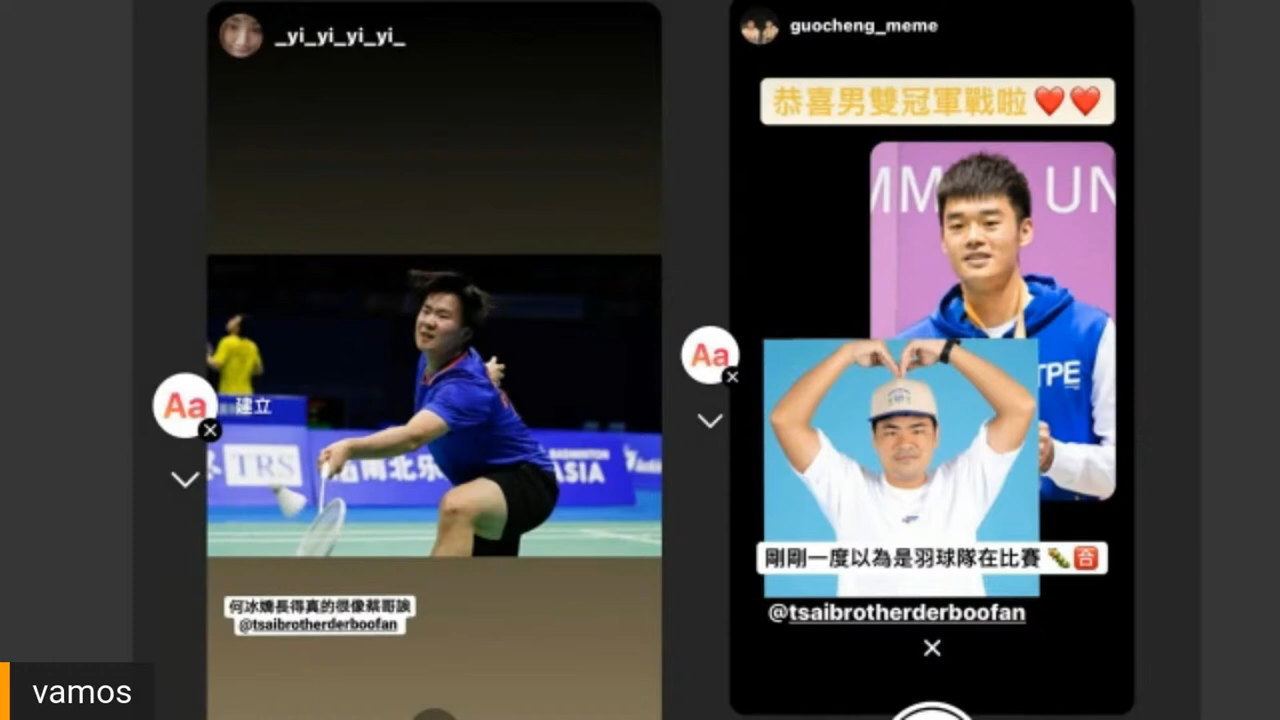 _yi_yi_yi_yi_
Aa
建立
TRS
ASIA
何冰嬌長得真的很像蔡哥誒
@tsaibrotherderboofan
guocheng_meme
恭喜男雙冠軍戰啦❤️❤️
UN
Aa
TPE
剛剛一度以為是羽球隊在比賽 🐛🈴
@tsaibrotherderboofan
vamos